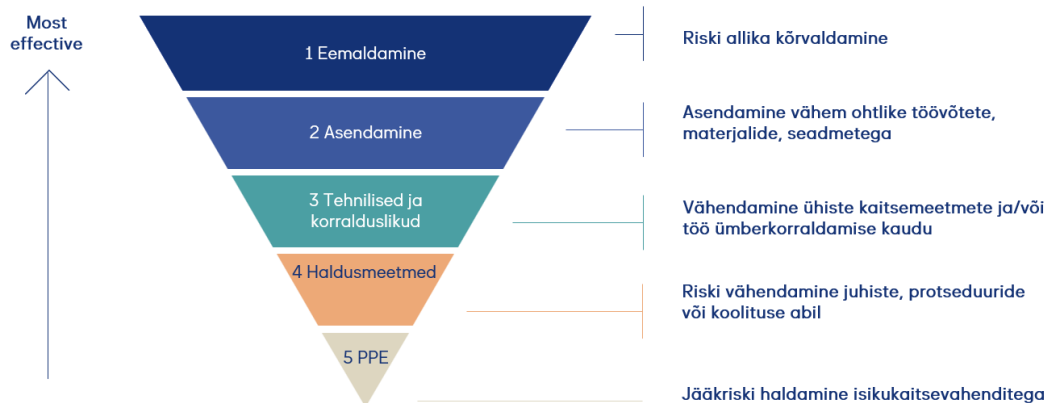 Most
effective
1 Eemaldamine
Riski allika kõrvaldamine
2 Asendamine
Asendamine vähem ohtlike töövõtete,
materjalide, seadmetega
3 Tehnilised ja
korralduslikud
Vähendamine ühiste kaitsemeetmete ja/või
töö ümberkorraldamise kaudu
4 Haldusmeetmed
Riski vähendamine juhiste, protseduuride
või koolituse abil
5 PPE
Jääkriski haldamine isikukaitsevahenditega